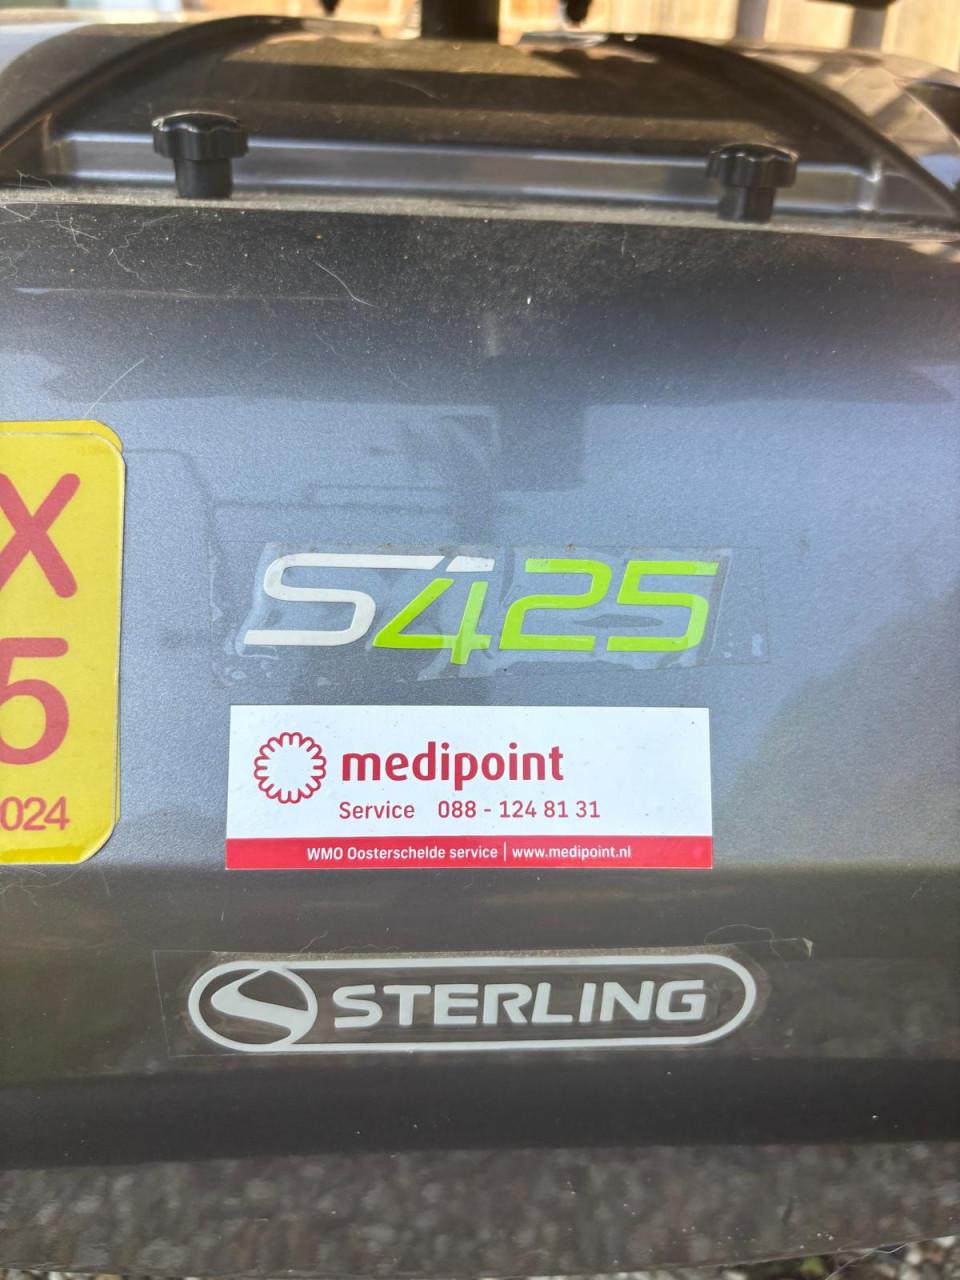 X
5
024
S425
medipoint
Service 088 - 124 81 31
WMO Oosterschelde service | www.medipoint.nl
STERLING